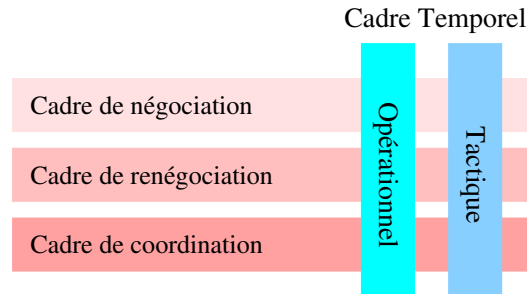 Cadre Temporel
Cadre de négociation
Cadre de renégociation
Cadre de coordination
Opérationnel
Tactique